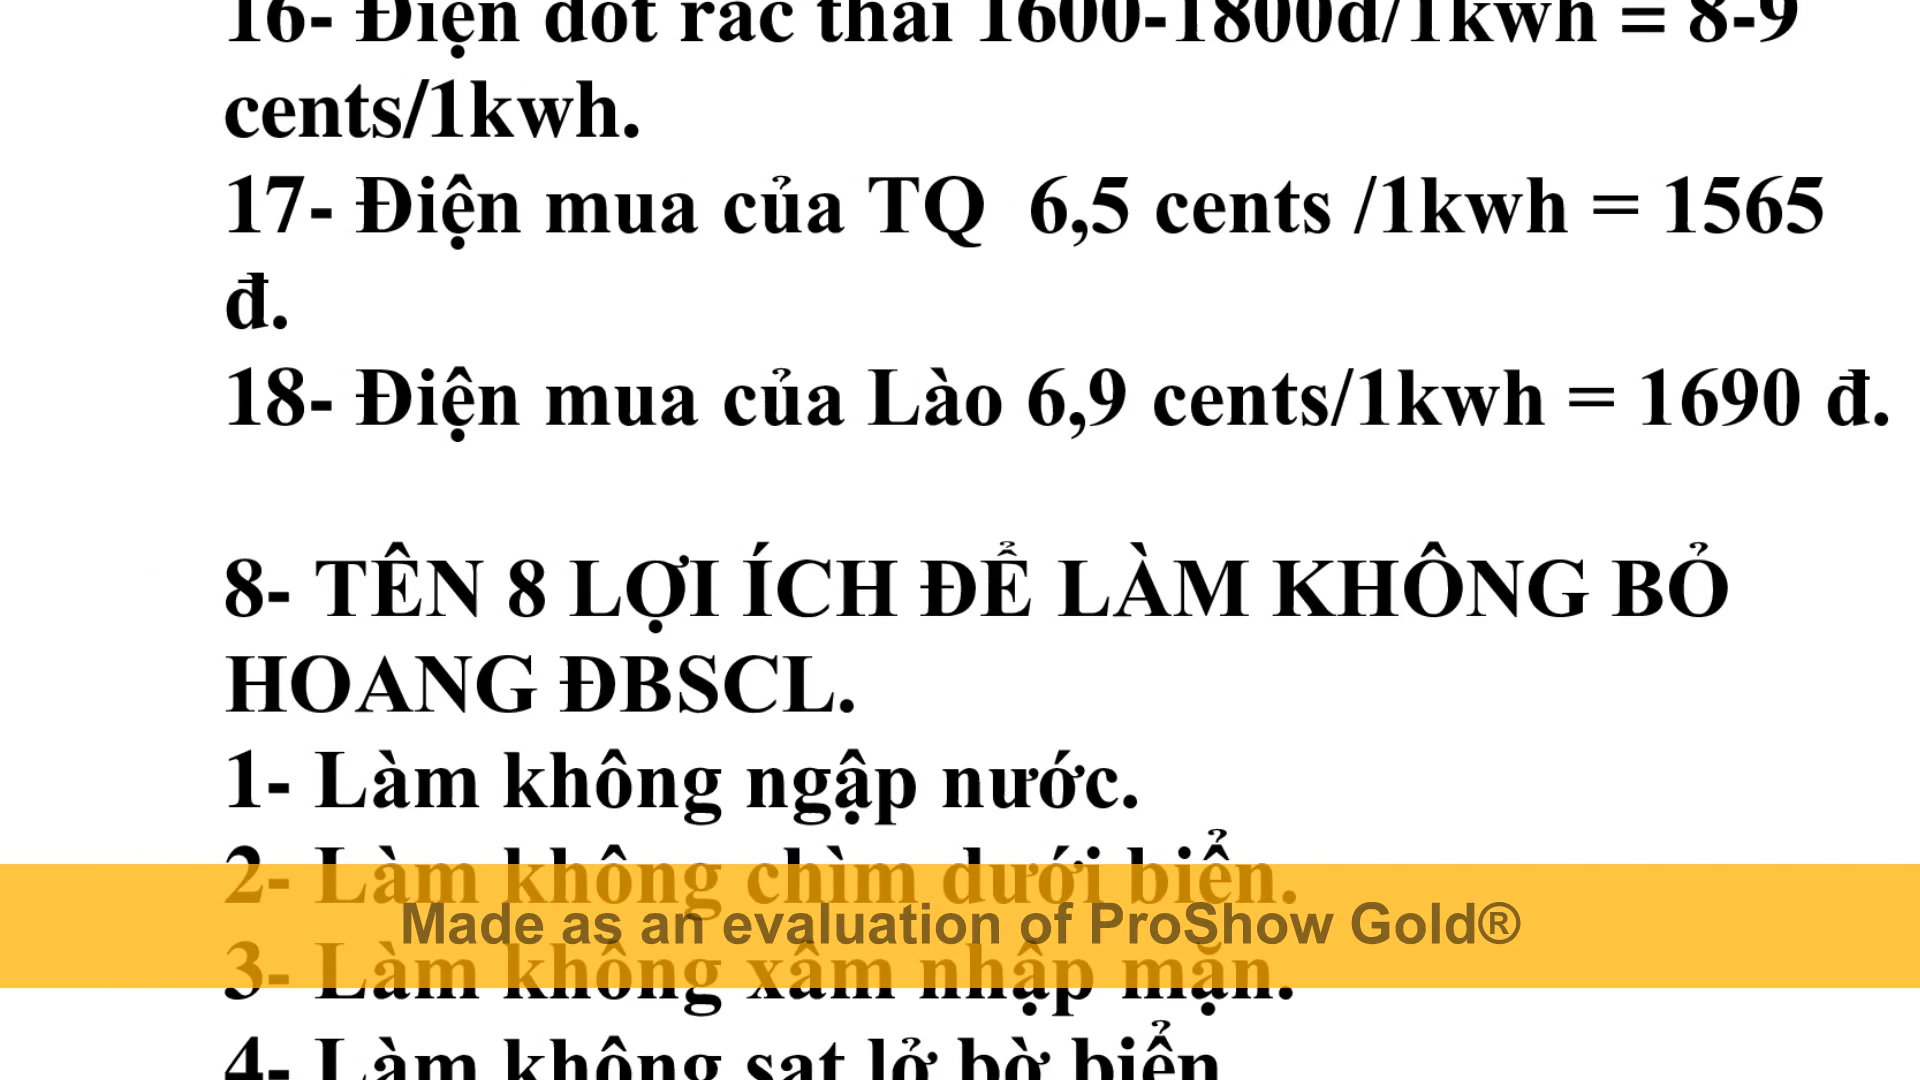 16- Điện đốt rác thải 1600-1800đ/1kwh = 8-9
cents/1kwh.
17- Điện mua của TQ 6,5 cents /1kwh = 1565
đ.
18- Điện mua của Lào 6,9 cents/1kwh = 1690 đ.
8- TÊN 8 LỢI ÍCH ĐỂ LÀM KHÔNG BỎ
HOANG ĐBSCL.
1- Làm không ngập nước.
2- Làm không chìm dưới biển.
Made as an evaluation of ProShow Gold®
3- Làm không xâm nhập mặn.
4- Làm không sạt lở bờ biển